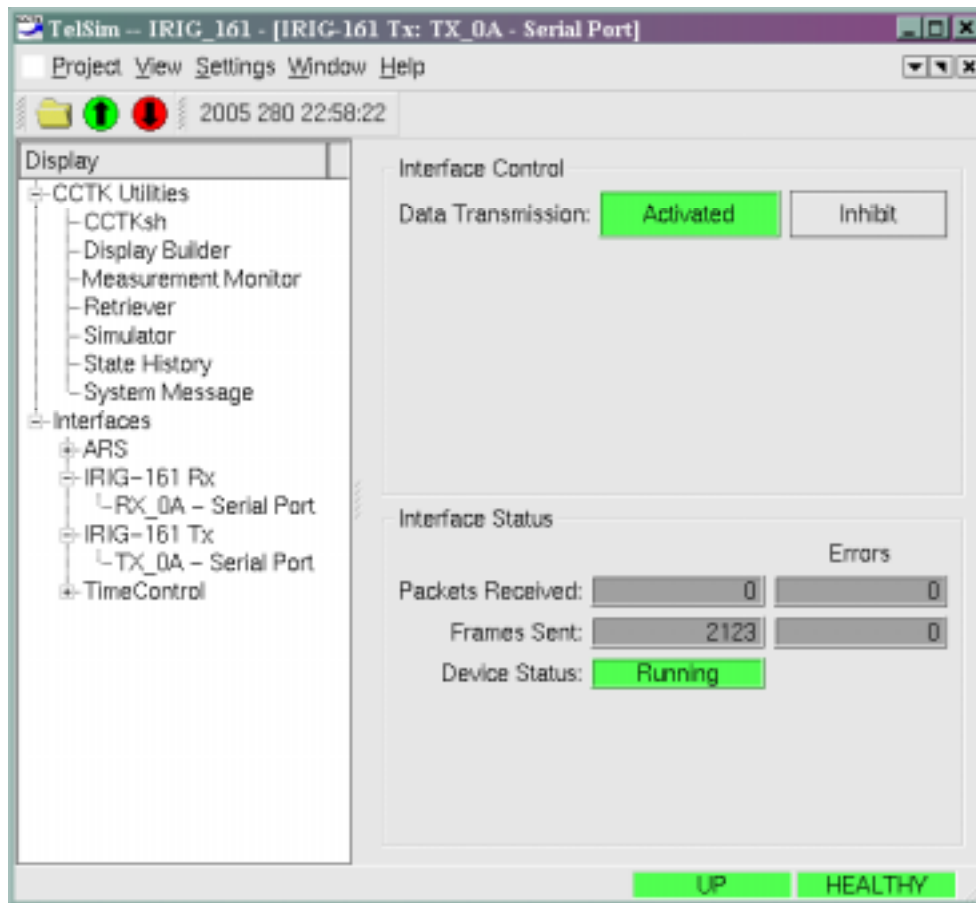 TelSim -- IRIG_161 - [IRIG-161 Tx: TX_0A - Serial Port]
Project View Settings Window Help
2005 280 22:58:22
Display
CCTK Utilities
CCTKsh
Display Builder
Measurement Monitor
Retriever
Simulator
State History
System Message
Interfaces
ARS
IRIG-161 Rx
RX_0A - Serial Port
IRIG-161 Tx
TX_0A - Serial Port
TimeControl
Interface Control
Data Transmission: Activated Inhibit
Interface Status
Errors
Packets Received: 0 0
Frames Sent: 2123 0
Device Status: Running
UP HEALTHY